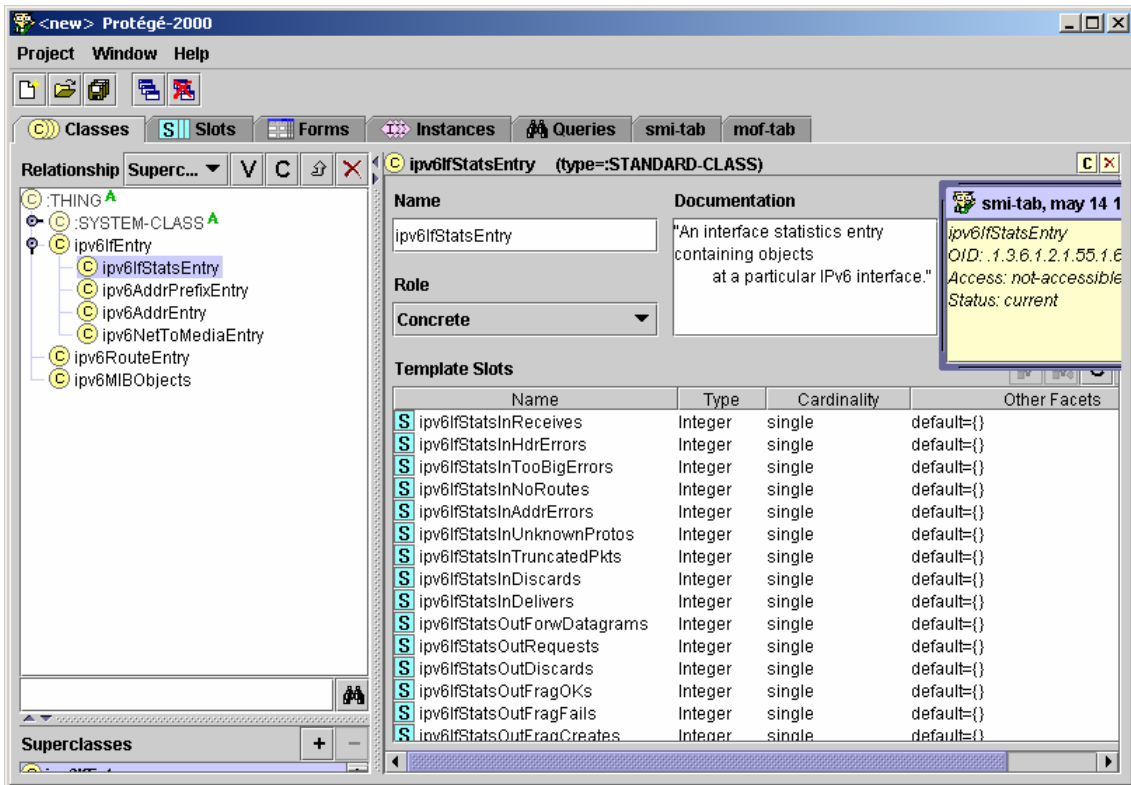 <new> Protégé-2000
Project Window Help
C Classes S Slots Forms I Instances Queries smi-tab mof-tab
Relationship Superc... V C
C :THING A
C :SYSTEM-CLASS A
C ipv6IfEntry
C ipv6IfStatsEntry
C ipv6AddrPrefixEntry
C ipv6AddrEntry
C ipv6NetToMediaEntry
C ipv6RouteEntry
C ipv6MIBObjects
Superclasses + −
C ipv6IfStatsEntry (type=:STANDARD-CLASS) C X
Name
ipv6IfStatsEntry
Role
Concrete
Documentation
"An interface statistics entry
containing objects
at a particular IPv6 interface."
smi-tab, may 14 1
ipv6IfStatsEntry
OID: .1.3.6.1.2.1.55.1.6
Access: not-accessible
Status: current
Template Slots
Name Type Cardinality Other Facets
S ipv6IfStatsInReceives Integer single default={}
S ipv6IfStatsInHdrErrors Integer single default={}
S ipv6IfStatsInTooBigErrors Integer single default={}
S ipv6IfStatsInNoRoutes Integer single default={}
S ipv6IfStatsInAddrErrors Integer single default={}
S ipv6IfStatsInUnknownProtos Integer single default={}
S ipv6IfStatsInTruncatedPkts Integer single default={}
S ipv6IfStatsInDiscards Integer single default={}
S ipv6IfStatsInDelivers Integer single default={}
S ipv6IfStatsOutForwDatagrams Integer single default={}
S ipv6IfStatsOutRequests Integer single default={}
S ipv6IfStatsOutDiscards Integer single default={}
S ipv6IfStatsOutFragOKs Integer single default={}
S ipv6IfStatsOutFragFails Integer single default={}
S ipv6IfStatsOutFragCreates Integer single default={}